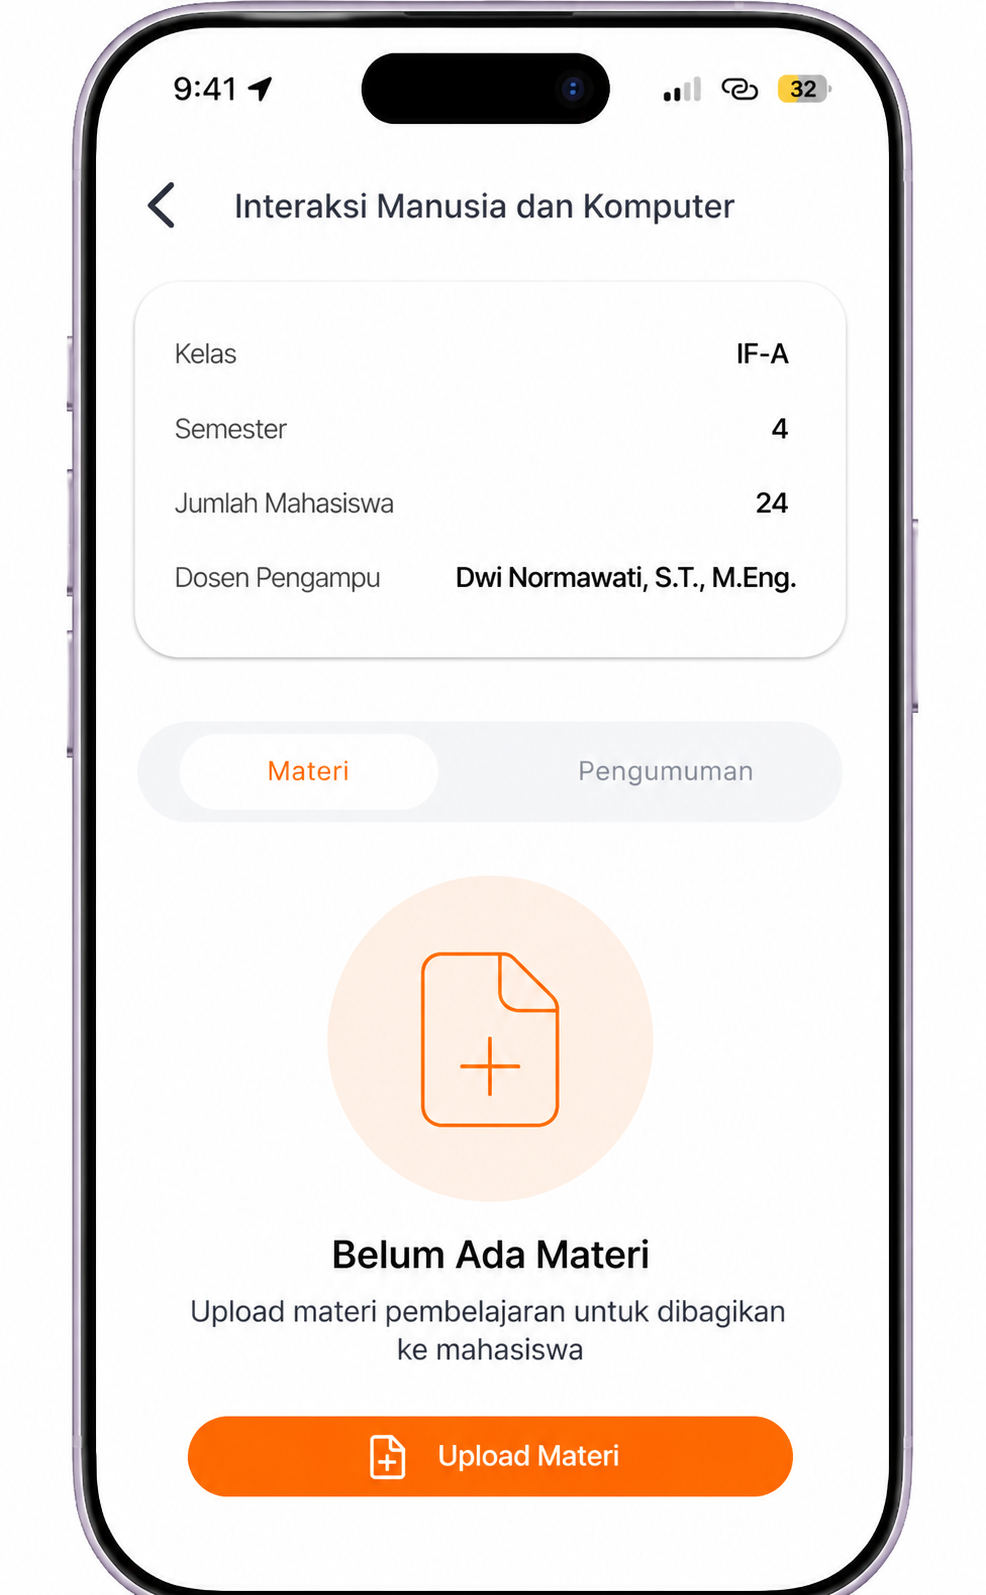 9:41
32
Interaksi Manusia dan Komputer
Kelas IF-A
Semester 4
Jumlah Mahasiswa 24
Dosen Pengampu Dwi Normawati, S.T., M.Eng.
Materi Pengumuman
Belum Ada Materi
Upload materi pembelajaran untuk dibagikan
ke mahasiswa
Upload Materi